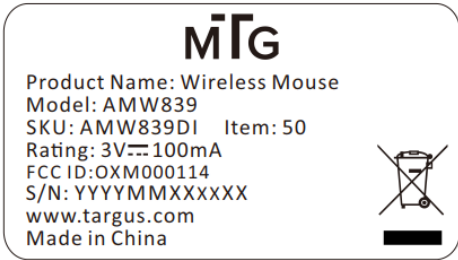 MTG
Product Name: Wireless Mouse
Model: AMW839
SKU: AMW839DI Item: 50
Rating: 3V⎓100mA
FCC ID:OXM000114
S/N: YYYYMMXXXXXX
www.targus.com
Made in China